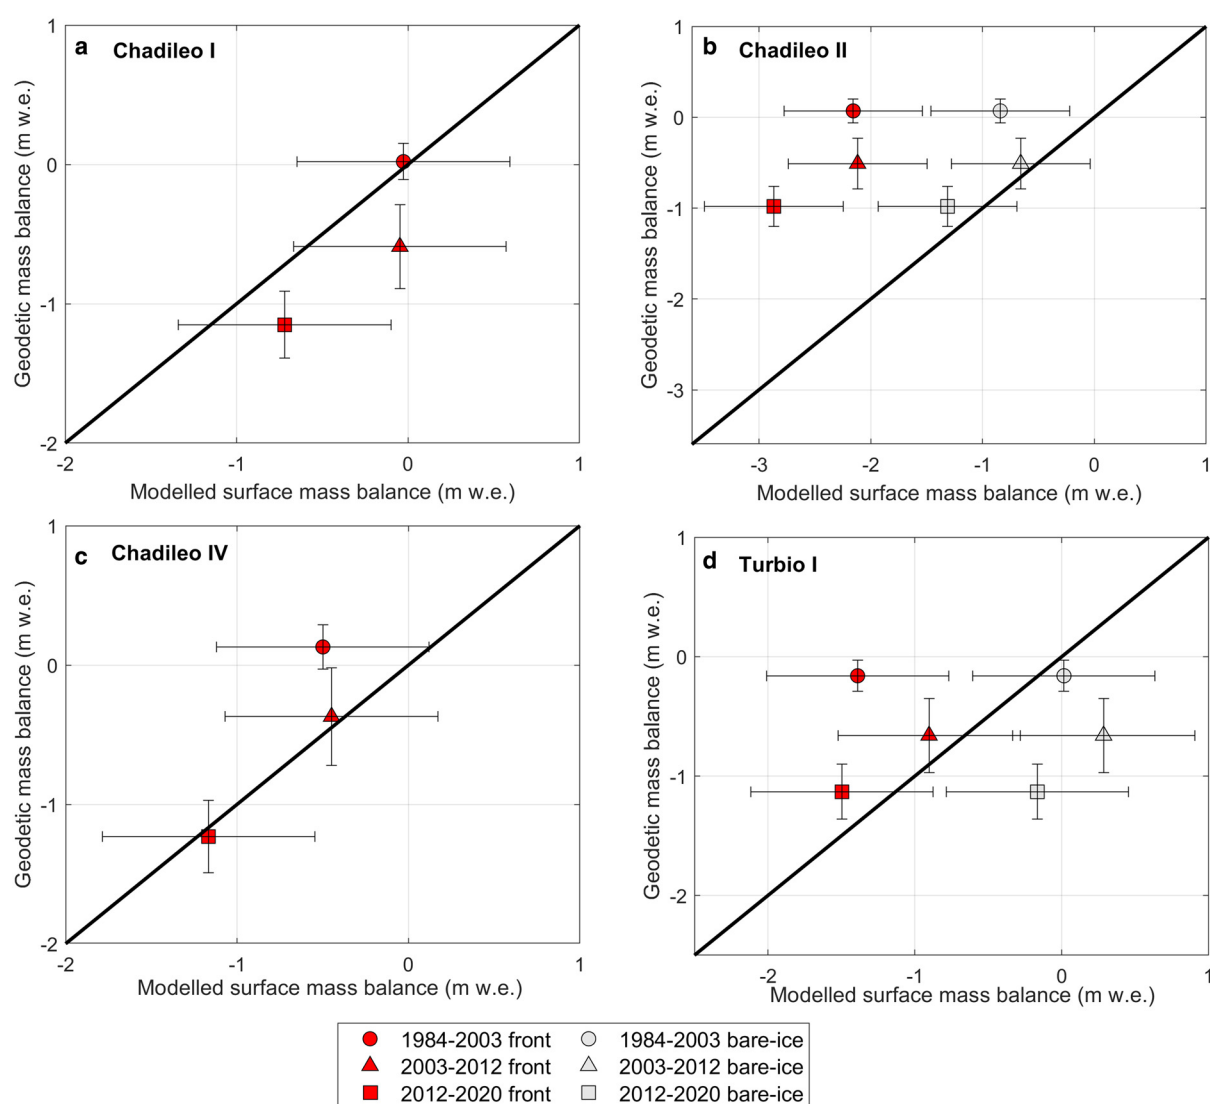 a Chadileo I
1
0
-1
-2
Geodetic mass balance (m w.e.)
-2 -1 0 1
Modelled surface mass balance (m w.e.)
b Chadileo II
1
0
-1
-2
-3
Geodetic mass balance (m w.e.)
-3 -2 -1 0 1
Modelled surface mass balance (m w.e.)
c Chadileo IV
1
0
-1
-2
Geodetic mass balance (m w.e.)
-2 -1 0 1
Modelled surface mass balance (m w.e.)
d Turbio I
1
0
-1
-2
Geodetic mass balance (m w.e.)
-2 -1 0 1
Modelled surface mass balance (m w.e.)
1984-2003 front 1984-2003 bare-ice
2003-2012 front 2003-2012 bare-ice
2012-2020 front 2012-2020 bare-ice